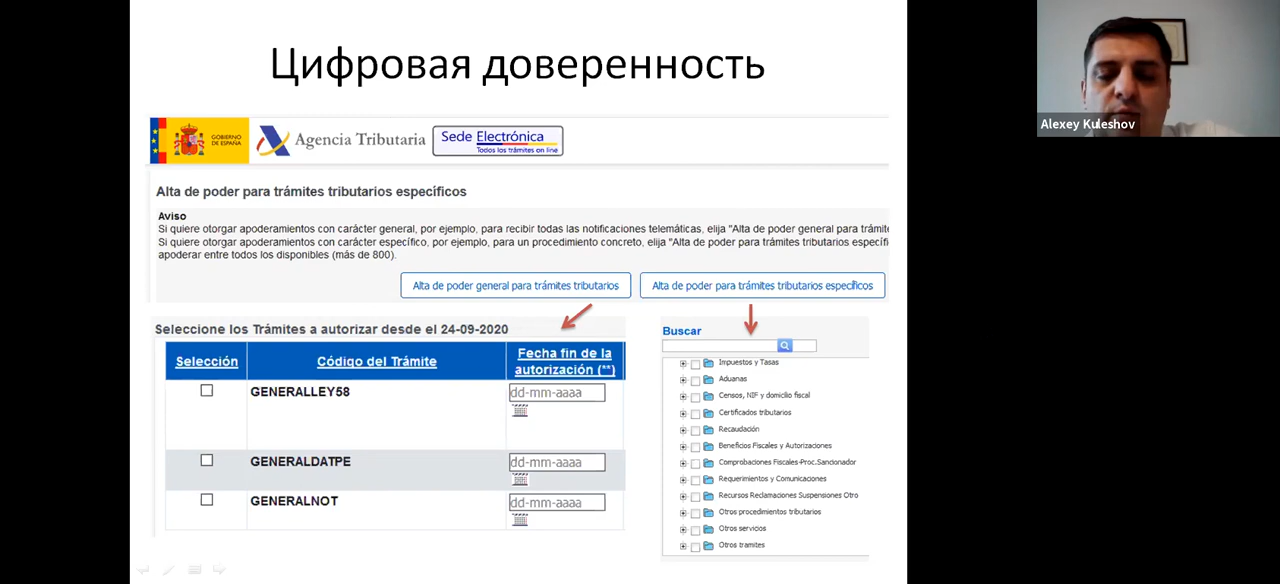 Цифровая доверенность
Alexey Kuleshov
GOBIERNO
DE ESPAÑA
Agencia Tributaria
Sede Electrónica
Todos los trámites on line
Alta de poder para trámites tributarios específicos
Aviso
Si quiere otorgar apoderamientos con carácter general, por ejemplo, para recibir todas las notificaciones telemáticas, elija "Alta de poder general para trámite
Si quiere otorgar apoderamientos con carácter específico, por ejemplo, para un procedimiento concreto, elija "Alta de poder para trámites tributarios específi
apoderar entre todos los disponibles (más de 800).
Alta de poder general para trámites tributarios
Alta de poder para trámites tributarios específicos
Seleccione los Trámites a autorizar desde el 24-09-2020
Selección
Código del Trámite
Fecha fin de la
autorización (**)
GENERALLEY58
dd-mm-aaaa
GENERALDATPE
dd-mm-aaaa
GENERALNOT
dd-mm-aaaa
Buscar
Impuestos y Tasas
Aduanas
Censos, NIF y domicilio fiscal
Certificados tributarios
Recaudación
Beneficios Fiscales y Autorizaciones
Comprobaciones Fiscales-Proc.Sancionador
Requerimientos y Comunicaciones
Recursos Reclamaciones Suspensiones Otro
Otros procedimientos tributarios
Otros servicios
Otros tramites